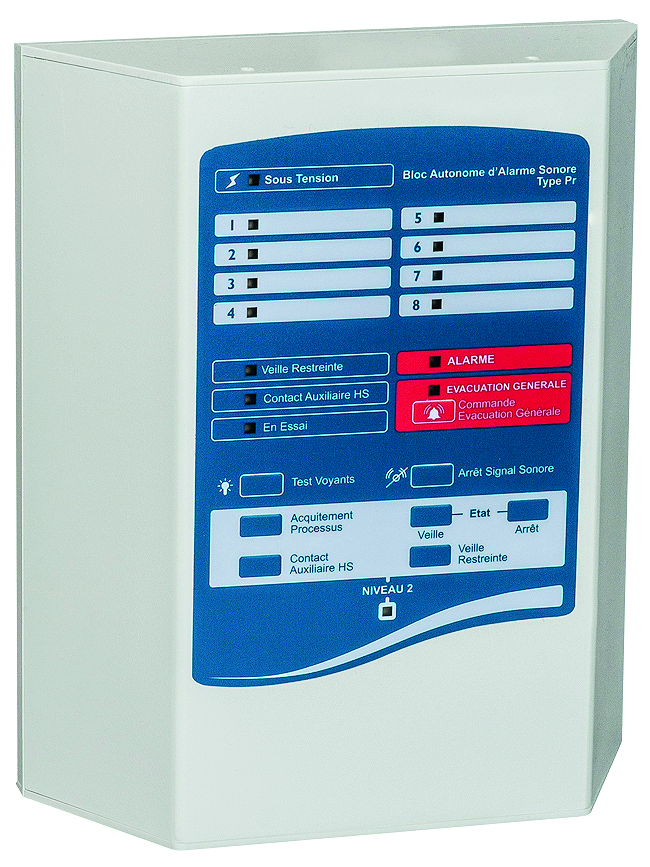 Sous Tension
Bloc Autonome d'Alarme Sonore
Type Pr
1
2
3
4
5
6
7
8
Veille Restreinte
Contact Auxiliaire HS
En Essai
ALARME
EVACUATION GENERALE
Commande
Evacuation Générale
Test Voyants
Arrêt Signal Sonore
Acquitement
Processus
Contact
Auxiliaire HS
Etat
Veille
Arrêt
Veille
Restreinte
NIVEAU 2